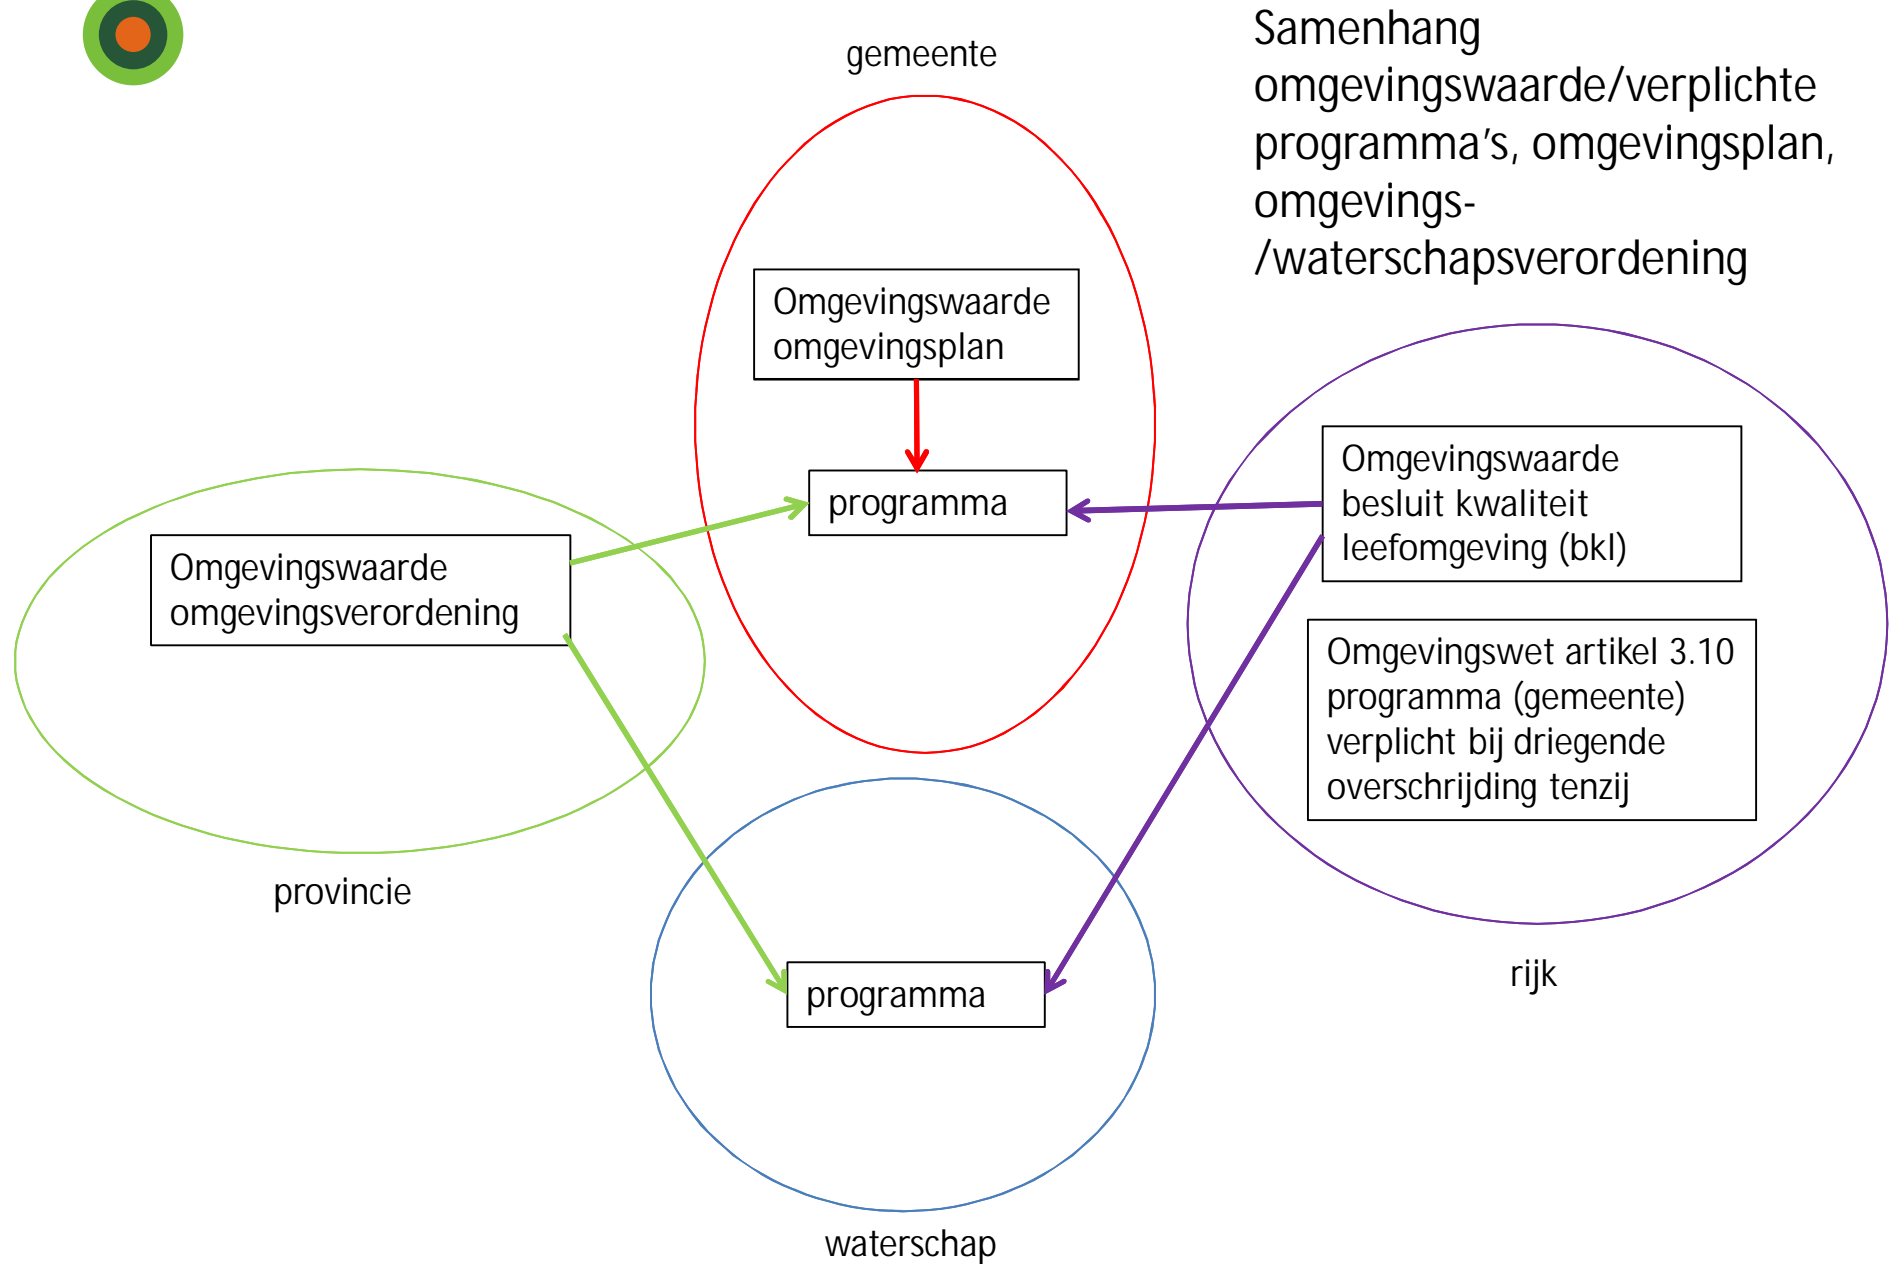 gemeente
Samenhang
omgevingswaarde/verplichte
programma's, omgevingsplan,
omgevings-
/waterschapsverordening
Omgevingswaarde
omgevingsplan
programma
Omgevingswaarde
omgevingsverordening
provincie
Omgevingswaarde
besluit kwaliteit
leefomgeving (bkl)
Omgevingswet artikel 3.10
programma (gemeente)
verplicht bij driegende
overschrijding tenzij
rijk
programma
waterschap